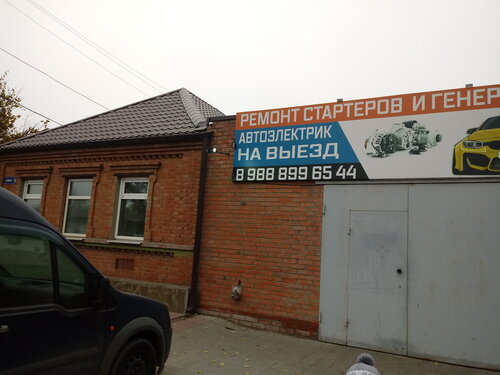 РЕМОНТ СТАРТЕРОВ И ГЕНЕР
АВТОЭЛЕКТРИК
НА ВЫЕЗД
8 988 899 65 44